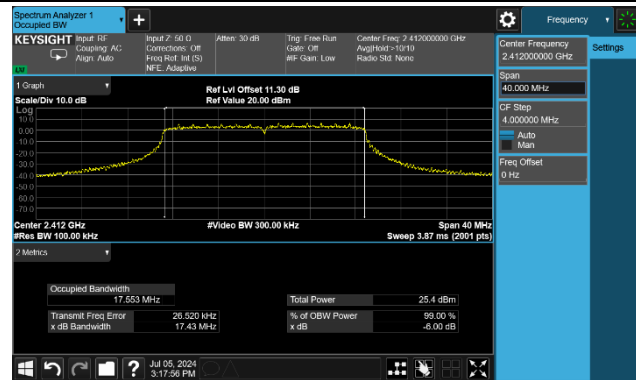 Spectrum Analyzer 1
Occupied BW
Frequency
KEYSIGHT
Input: RF
Coupling: AC
Align: Auto
Input Z: 50 Ω
Corrections: Off
Freq Ref: Int (S)
NFE: Adaptive
Atten: 30 dB
Trig: Free Run
Gate: Off
#IF Gain: Low
Center Freq: 2.412000000 GHz
Avg|Hold:>10/10
Radio Std: None
Center Frequency
2.412000000 GHz
Settings
Span
40.000 MHz
CF Step
4.000000 MHz
Auto
Man
Freq Offset
0 Hz
1 Graph
Scale/Div 10.0 dB
Ref Lvl Offset 11.30 dB
Ref Value 20.00 dBm
Log
10.0
0.00
-10.0
-20.0
-30.0
-40.0
-50.0
-60.0
-70.0
Center 2.412 GHz
#Res BW 100.00 kHz
#Video BW 300.00 kHz
Span 40 MHz
Sweep 3.87 ms (2001 pts)
2 Metrics
Occupied Bandwidth
17.553 MHz
Total Power 25.4 dBm
Transmit Freq Error 26.520 kHz
% of OBW Power 99.00 %
x dB Bandwidth 17.43 MHz
x dB -6.00 dB
?
Jul 05, 2024
3:17:56 PM